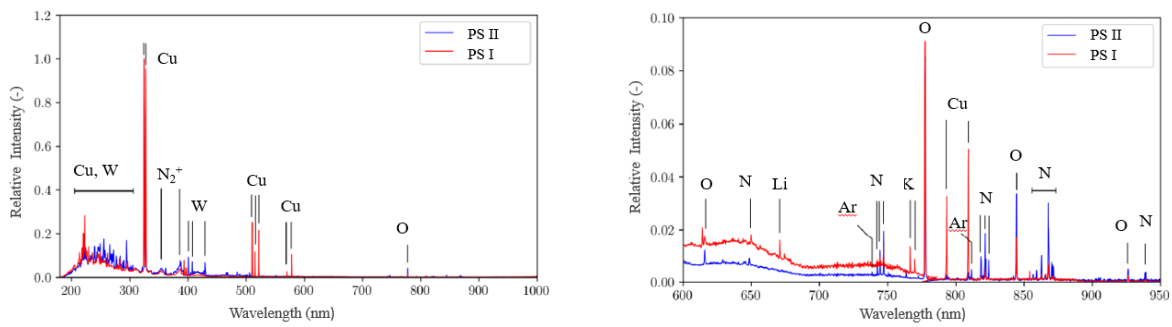 1.2
1.0
0.8
0.6
0.4
0.2
0.0
Relative Intensity (-)
200 300 400 500 600 700 800 900 1000
Wavelength (nm)
PS II
PS I
Cu
Cu, W
N₂⁺
W
Cu
Cu
O
0.10
0.08
0.06
0.04
0.02
0.00
Relative Intensity (-)
600 650 700 750 800 850 900 950
Wavelength (nm)
PS II
PS I
O
Cu
O
N
Li
Ar
N
K
Ar
N
O
N
O
N